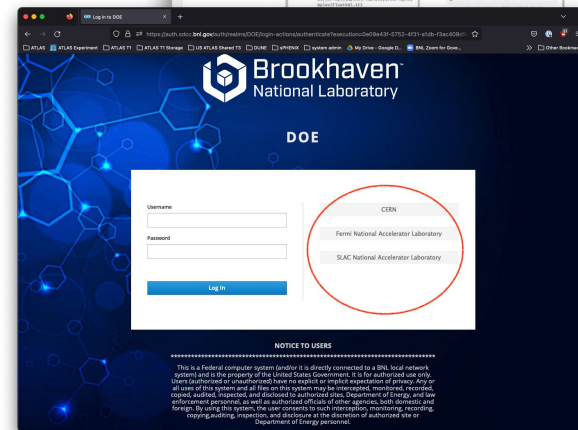 Log in to DOE
https://auth.sdcc.bnl.gov/auth/realms/DOE/login-actions/authenticate?execution=0e09e43f-5752-4f31-a1db-f3ac409d
ATLAS
ATLAS Experiment
ATLAS T1
ATLAS T1 Storage
US ATLAS Shared T3
DUNE
sPHENIX
system admin
My Drive - Google D...
BNL Zoom for Gove...
Other Bookmar
Brookhaven™
National Laboratory
DOE
Username
Password
Log In
CERN
Fermi National Accelerator Laboratory
SLAC National Accelerator Laboratory
NOTICE TO USERS
This is a Federal computer system (and/or it is directly connected to a BNL local network
system) and is the property of the United States Government. It is for authorized use only.
Users (authorized or unauthorized) have no explicit or implicit expectation of privacy. Any or
all uses of this system and all files on this system may be intercepted, monitored, recorded,
copied, audited, inspected, and disclosed to authorized sites, Department of Energy, and law
enforcement personnel, as well as authorized officials of other agencies, both domestic and
foreign. By using this system, the user consents to such interception, monitoring, recording,
copying,auditing, inspection, and disclosure at the discretion of authorized site or
Department of Energy personnel.